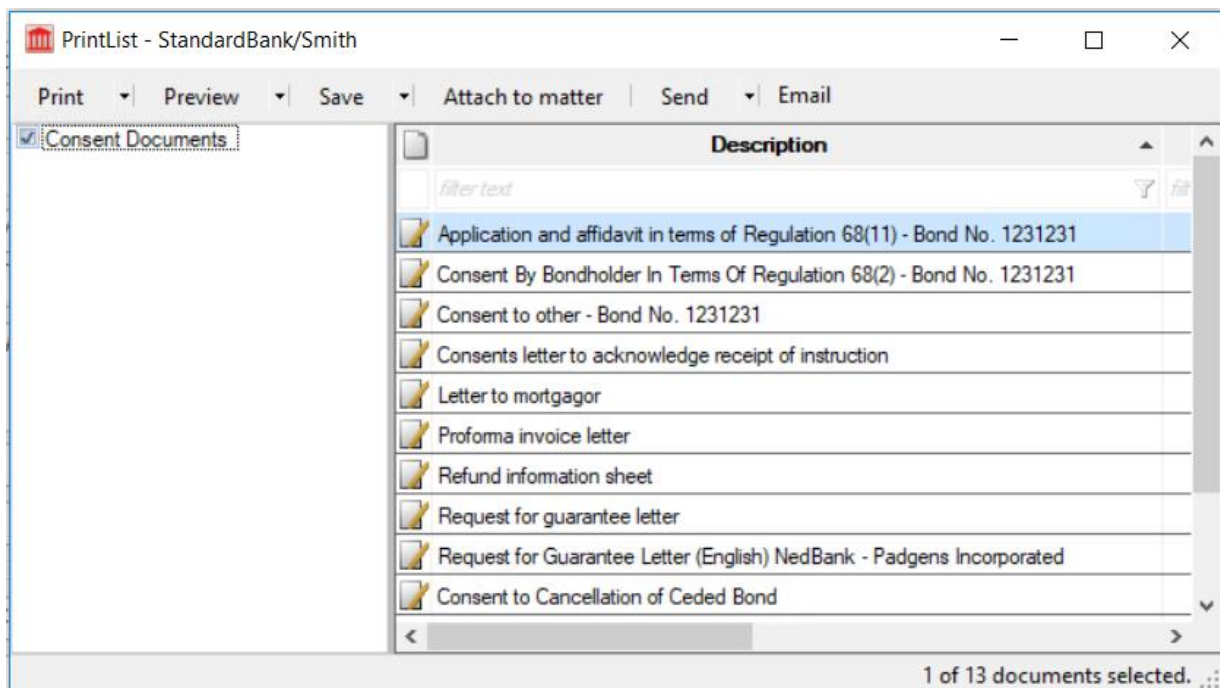 PrintList - StandardBank/Smith
Print Preview Save Attach to matter Send Email
Consent Documents
Description
filter text filt
Application and affidavit in terms of Regulation 68(11) - Bond No. 1231231
Consent By Bondholder In Terms Of Regulation 68(2) - Bond No. 1231231
Consent to other - Bond No. 1231231
Consents letter to acknowledge receipt of instruction
Letter to mortgagor
Proforma invoice letter
Refund information sheet
Request for guarantee letter
Request for Guarantee Letter (English) NedBank - Padgens Incorporated
Consent to Cancellation of Ceded Bond
1 of 13 documents selected.